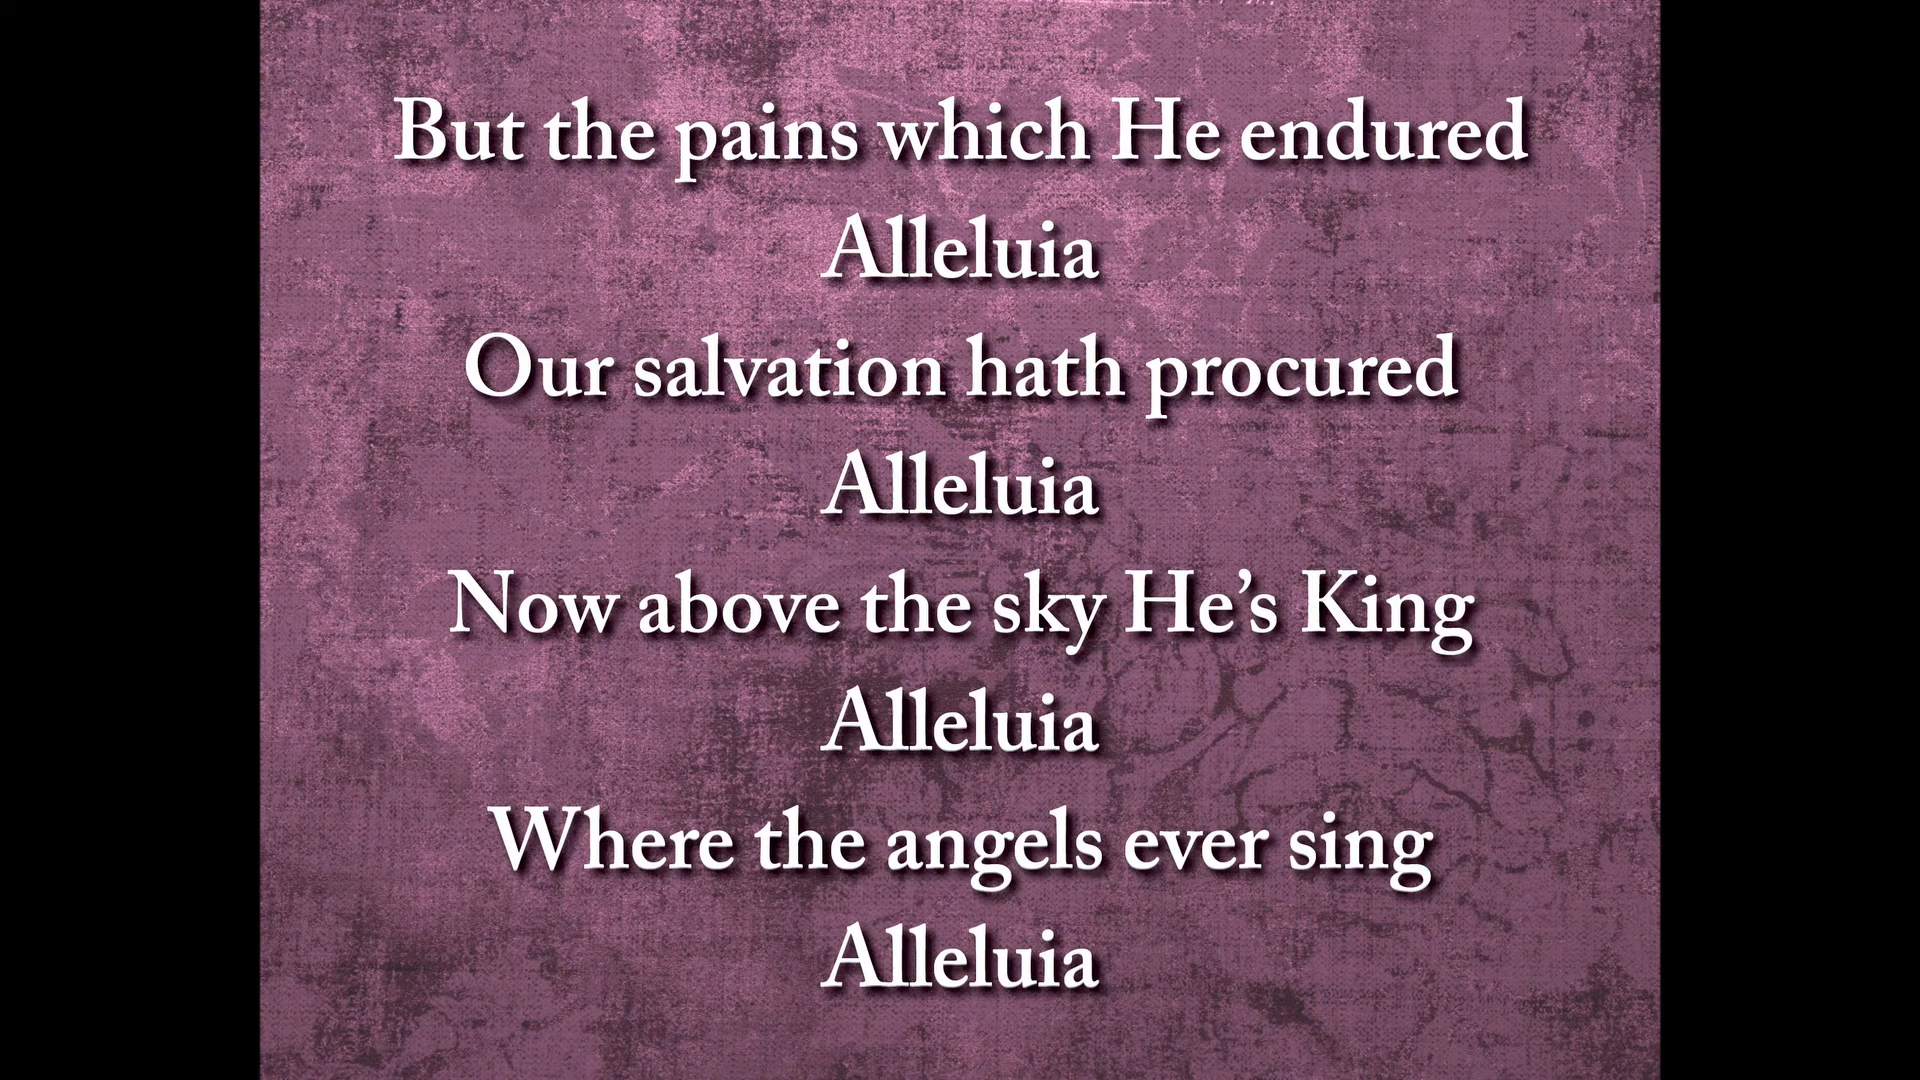 But the pains which He endured
Alleluia
Our salvation hath procured
Alleluia
Now above the sky He’s King
Alleluia
Where the angels ever sing
Alleluia